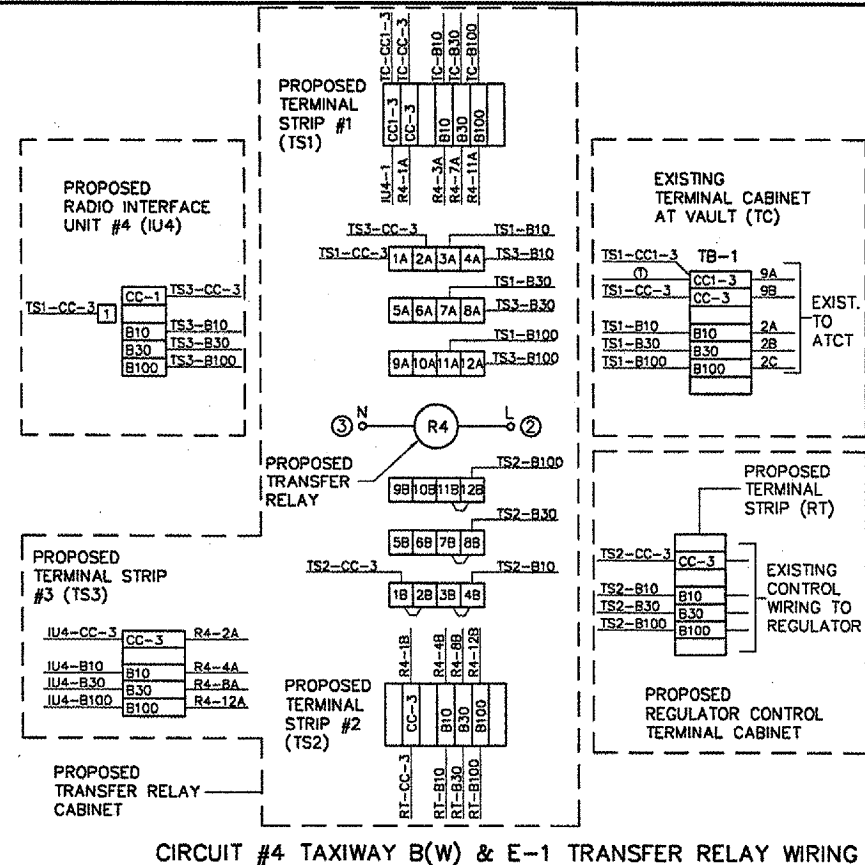 TC-CC1-3
TC-CC-3
TC-B10
TC-B30
TC-B100
PROPOSED
TERMINAL
STRIP #1
(TS1)
CC1-3
CC-3
B10
B30
B100
IU4-1
R4-1A
R4-3A
R4-7A
R4-11A
PROPOSED
RADIO INTERFACE
UNIT #4 (IU4)
TS1-CC-3
1
CC-1
B10
B30
B100
TS3-CC-3
TS3-B10
TS3-B30
TS3-B100
TS3-CC-3
TS1-B10
TS1-CC-3
1A 2A 3A 4A
TS3-B10
TS1-B30
5A 6A 7A 8A
TS3-B30
TS1-B100
9A 10A 11A 12A
TS3-B100
3 N R4 L 2
PROPOSED
TRANSFER
RELAY
TS2-B100
9B 10B 11B 12B
TS2-B30
5B 6B 7B 8B
TS2-CC-3
TS2-B10
1B 2B 3B 4B
R4-1B
R4-4B
R4-8B
R4-12B
PROPOSED
TERMINAL
STRIP #2
(TS2)
CC-3
B10
B30
B100
RT-CC-3
RT-B10
RT-B30
RT-B100
EXISTING
TERMINAL CABINET
AT VAULT (TC)
TS1-CC1-3
TB-1
1
CC1-3
9A
TS1-CC-3
CC-3
9B
TS1-B10
B10
2A
TS1-B30
B30
2B
TS1-B100
B100
2C
EXIST.
TO
ATCT
PROPOSED
TERMINAL
STRIP (RT)
TS2-CC-3
CC-3
TS2-B10
B10
TS2-B30
B30
TS2-B100
B100
EXISTING
CONTROL
WIRING TO
REGULATOR
PROPOSED
REGULATOR CONTROL
TERMINAL CABINET
PROPOSED
TERMINAL STRIP
#3 (TS3)
IU4-CC-3
CC-3
R4-2A
IU4-B10
B10
R4-4A
IU4-B30
B30
R4-8A
IU4-B100
B100
R4-12A
PROPOSED
TRANSFER RELAY
CABINET
CIRCUIT #4 TAXIWAY B(W) & E-1 TRANSFER RELAY WIRING